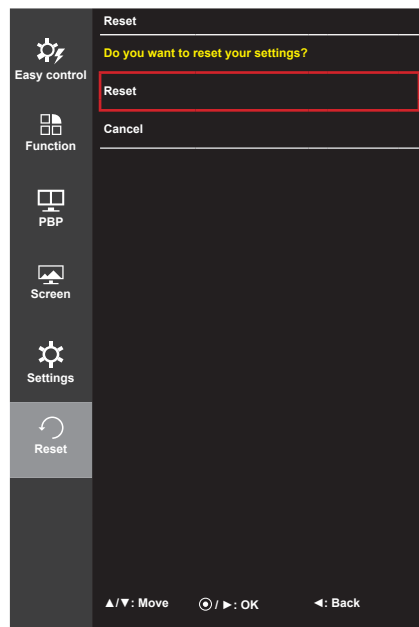 Easy control
Function
PBP
Screen
Settings
Reset
Reset
Do you want to reset your settings?
Reset
Cancel
▲/▼: Move
⦿ / ►: OK
◄: Back